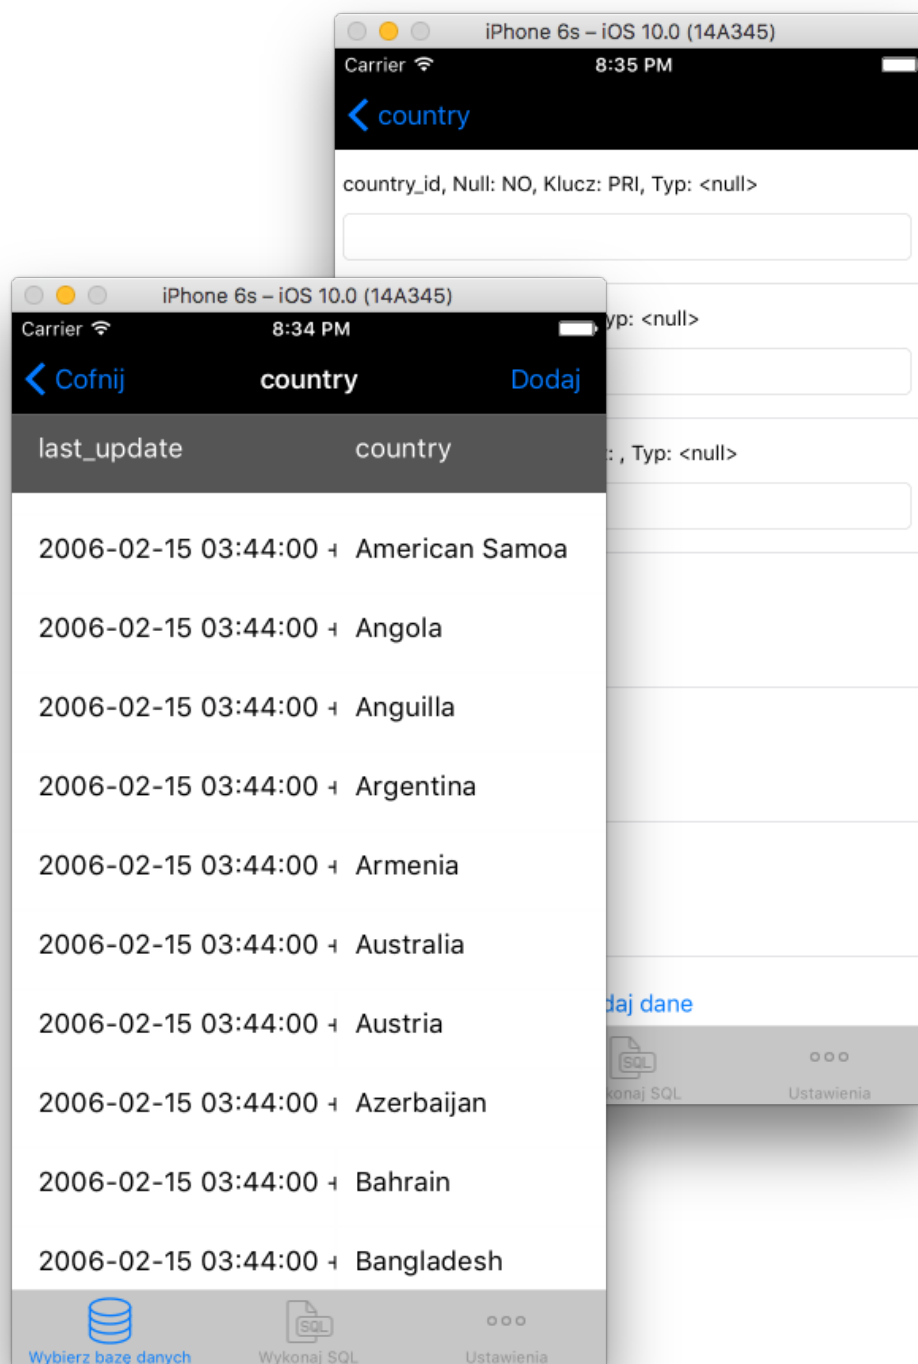 iPhone 6s – iOS 10.0 (14A345)
Carrier 8:35 PM
country
country_id, Null: NO, Klucz: PRI, Typ: <null>
<null>
, Typ: <null>
dane
SQL
SQL Ustawienia
iPhone 6s – iOS 10.0 (14A345)
Carrier 8:34 PM
Cofnij country Dodaj
last_update country
2006-02-15 03:44:00 American Samoa
2006-02-15 03:44:00 Angola
2006-02-15 03:44:00 Anguilla
2006-02-15 03:44:00 Argentina
2006-02-15 03:44:00 Armenia
2006-02-15 03:44:00 Australia
2006-02-15 03:44:00 Austria
2006-02-15 03:44:00 Azerbaijan
2006-02-15 03:44:00 Bahrain
2006-02-15 03:44:00 Bangladesh
SQL
Wybierz bazę danych Wykonaj SQL Ustawienia